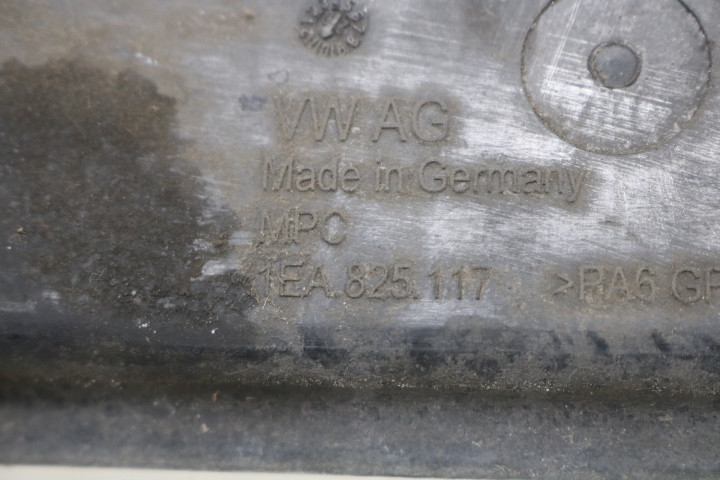 VW AG
Made in Germany
MPC
1EA.825.117 >PA6 GF